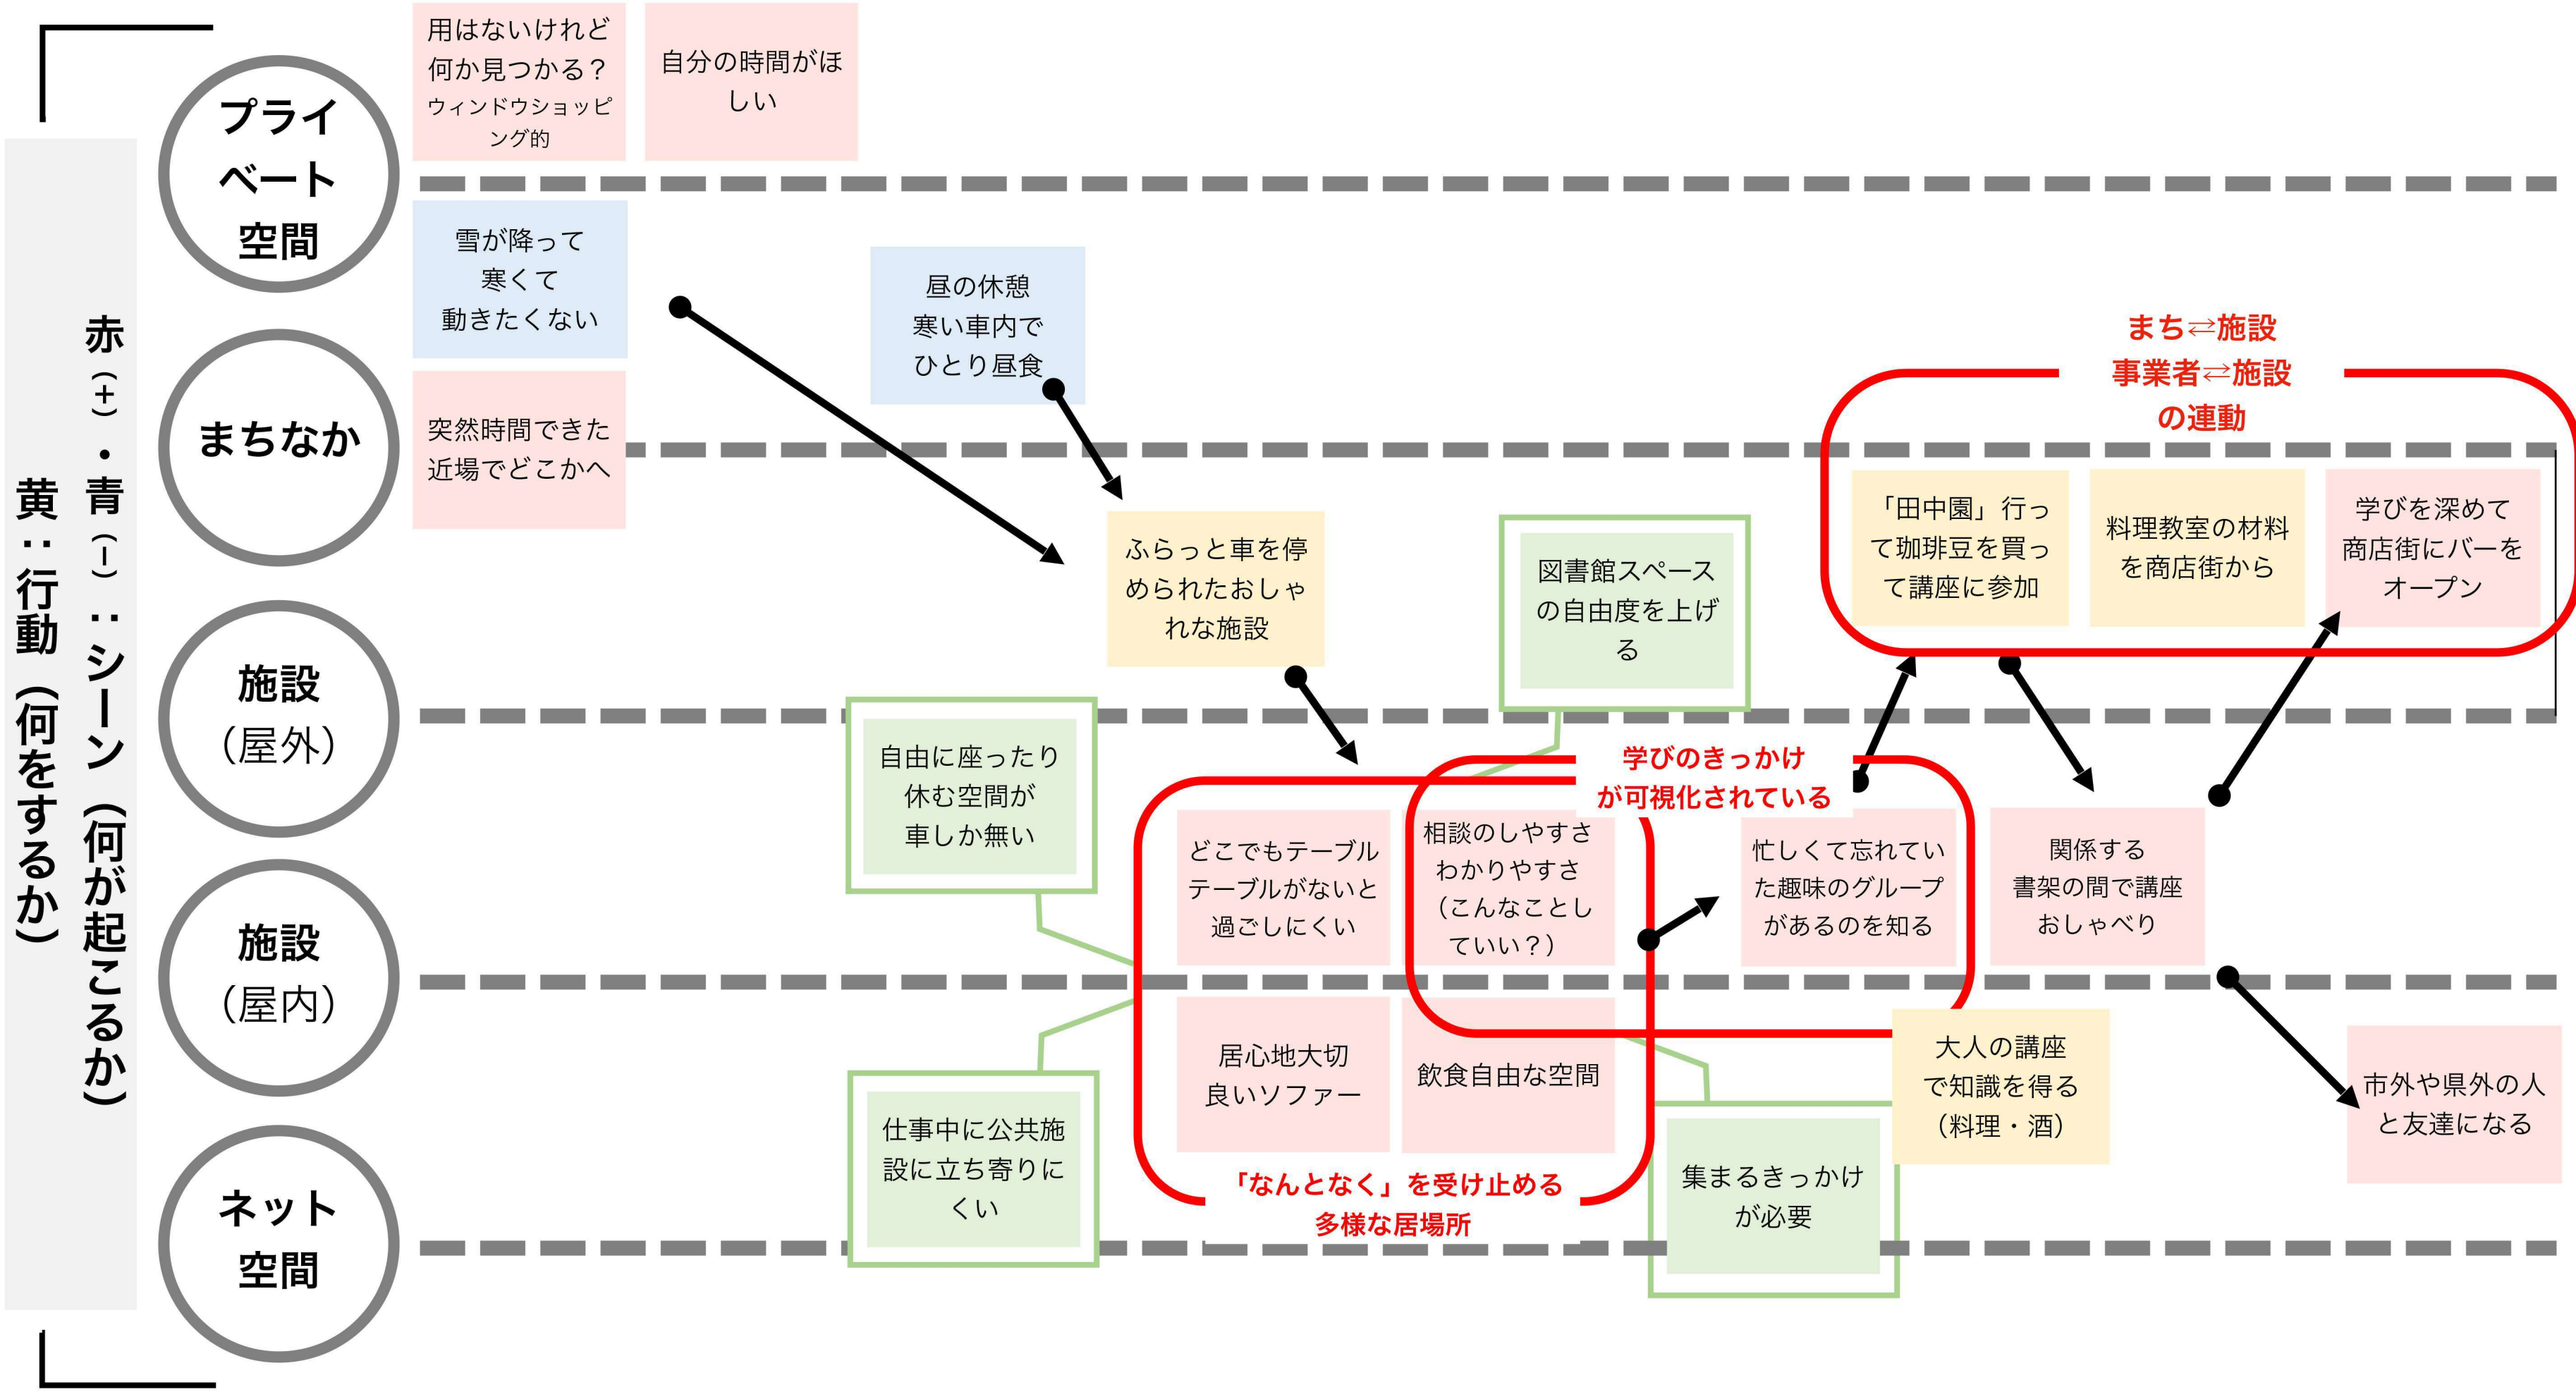 赤（+）・青（−）：シーン（何が起こるか）
黄：行動（何をするか）
プライ
ベート
空間
まちなか
施設
（屋外）
施設
（屋内）
ネット
空間
用はないけれど
何か見つかる？
ウィンドウショッピ
ング的
自分の時間がほ
しい
雪が降って
寒くて
動きたくない
昼の休憩
寒い車内で
ひとり昼食
突然時間できた
近場でどこかへ
まち⇄施設
事業者⇄施設
の連動
「田中園」行っ
て珈琲豆を買っ
て講座に参加
料理教室の材料
を商店街から
学びを深めて
商店街にバーを
オープン
ふらっと車を停
められたおしゃ
れな施設
図書館スペース
の自由度を上げ
る
自由に座ったり
休む空間が
車しか無い
学びのきっかけ
が可視化されている
どこでもテーブル
テーブルがないと
過ごしにくい
相談のしやすさ
わかりやすさ
（こんなことし
ていい？）
忙しくて忘れてい
た趣味のグループ
があるのを知る
関係する
書架の間で講座
おしゃべり
居心地大切
良いソファー
飲食自由な空間
大人の講座
で知識を得る
（料理・酒）
市外や県外の人
と友達になる
仕事中に公共施
設に立ち寄りに
くい
「なんとなく」を受け止める
多様な居場所
集まるきっかけ
が必要